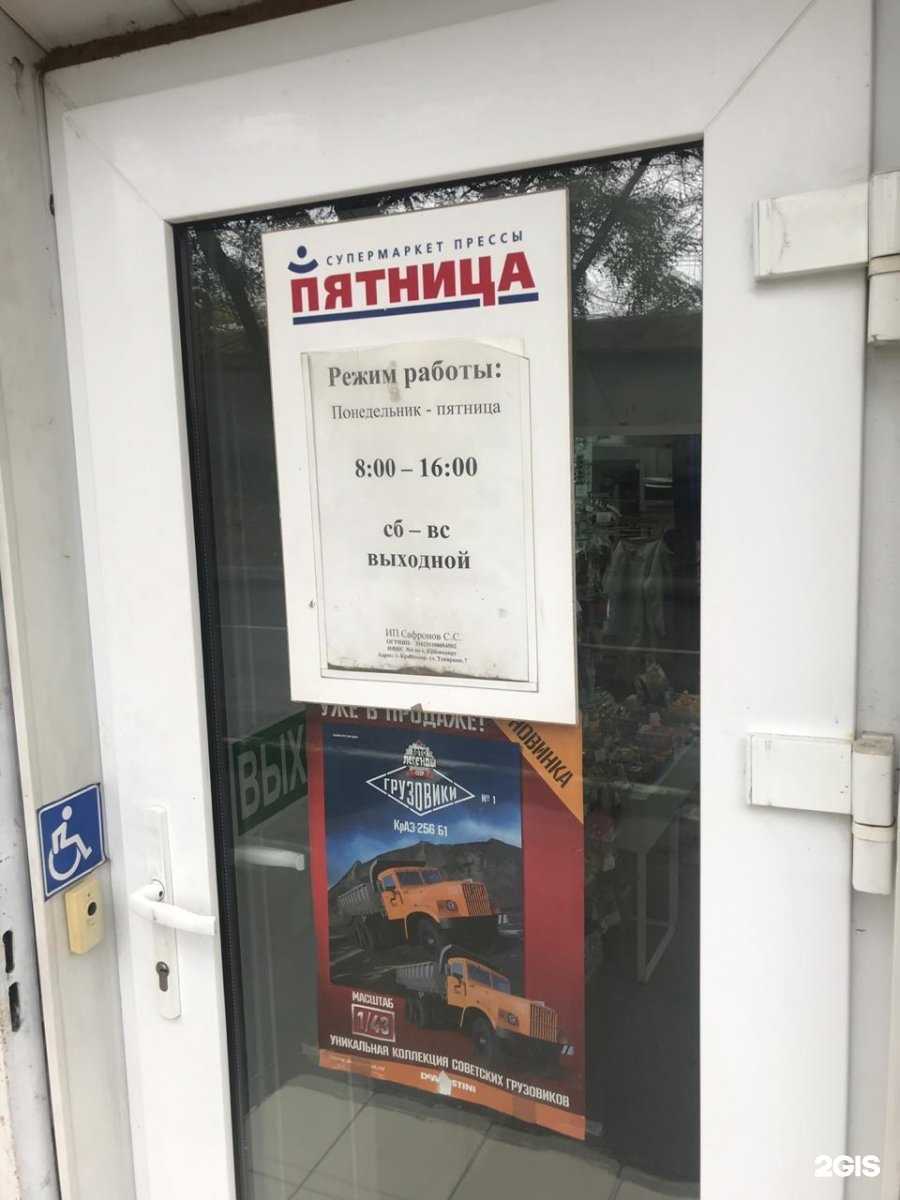 СУПЕРМАРКЕТ ПРЕССЫ
ПЯТНИЦА
Режим работы:
Понедельник - пятница
8:00 – 16:00
сб – вс
выходной
ИП Сафронов С.С.
УЖЕ В ПРОДАЖЕ!
НОВИНКА
ВЫХ
ЛЕГЕНДЫ
ГРУЗОВИКИ
№ 1
КрАЗ-256 Б1
МАСШТАБ
1/43
УНИКАЛЬНАЯ КОЛЛЕКЦИЯ СОВЕТСКИХ ГРУЗОВИКОВ
2GIS